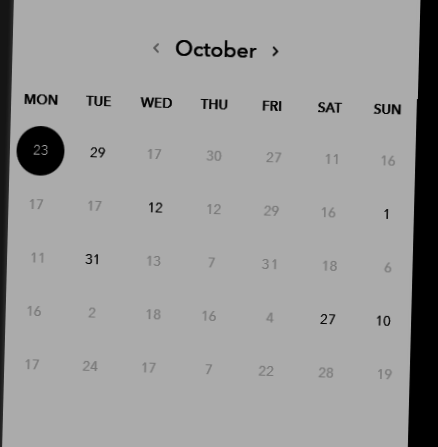 ‹ October ›
MON TUE WED THU FRI SAT SUN
23 29 17 30 27 11 16
17 17 12 12 29 16 1
11 31 13 7 31 18 6
16 2 18 16 4 27 10
17 24 17 7 22 28 19